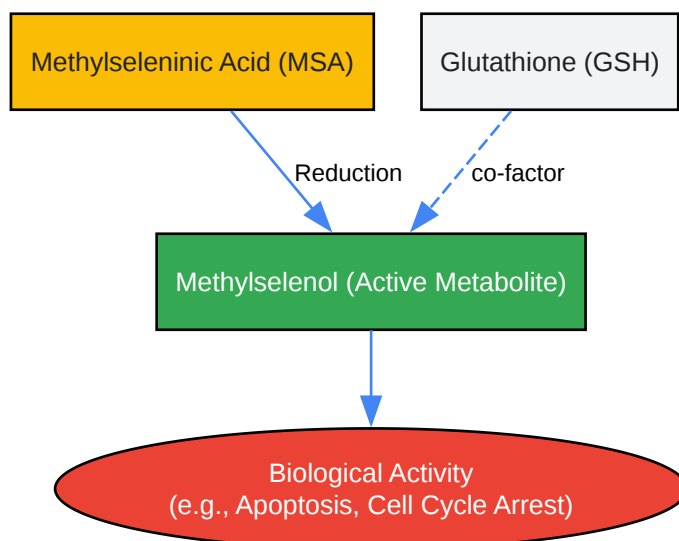 Methylseleninic Acid (MSA)
Glutathione (GSH)
Reduction
co-factor
Methylselenol (Active Metabolite)
Biological Activity
(e.g., Apoptosis, Cell Cycle Arrest)